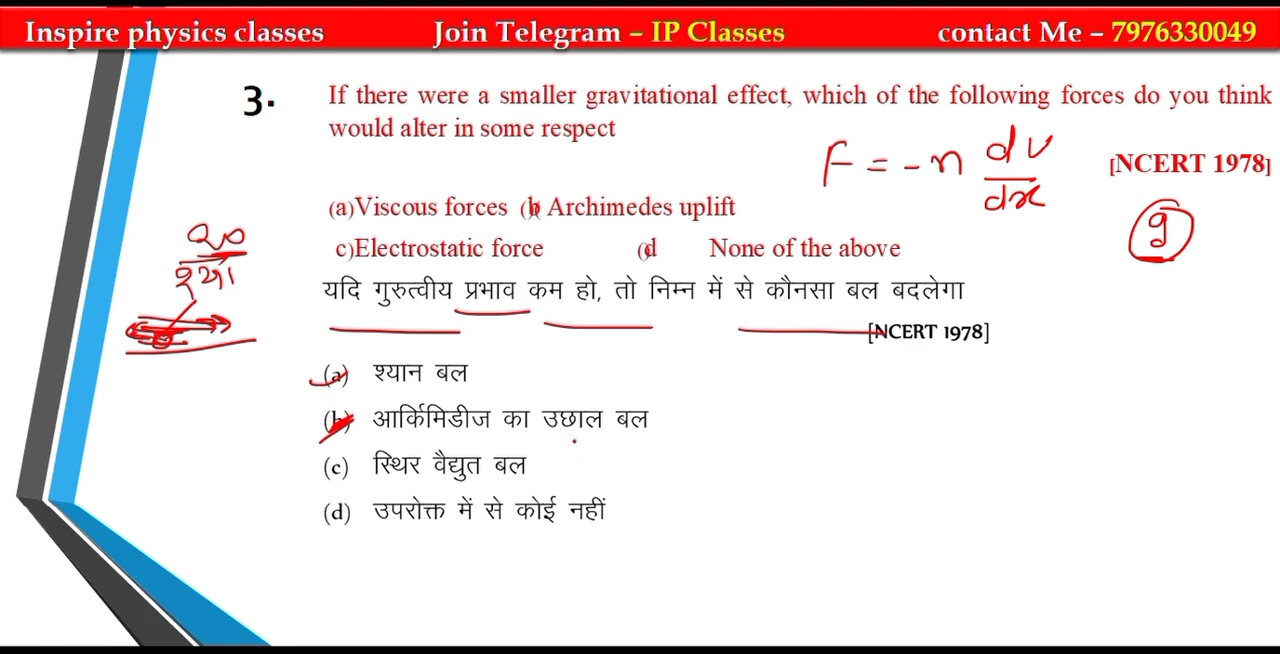 Inspire physics classes Join Telegram – IP Classes contact Me – 7976330049
3. If there were a smaller gravitational effect, which of the following forces do you think
would alter in some respect
F = -η dv/dx
[NCERT 1978]
(a)Viscous forces (b) Archimedes uplift
g
c)Electrostatic force (d None of the above
यदि गुरुत्वीय प्रभाव कम हो, तो निम्न में से कौनसा बल बदलेगा
[NCERT 1978]
(a) श्यान बल
(b) आर्किमिडीज का उछाल बल
(c) स्थिर वैद्युत बल
(d) उपरोक्त में से कोई नहीं